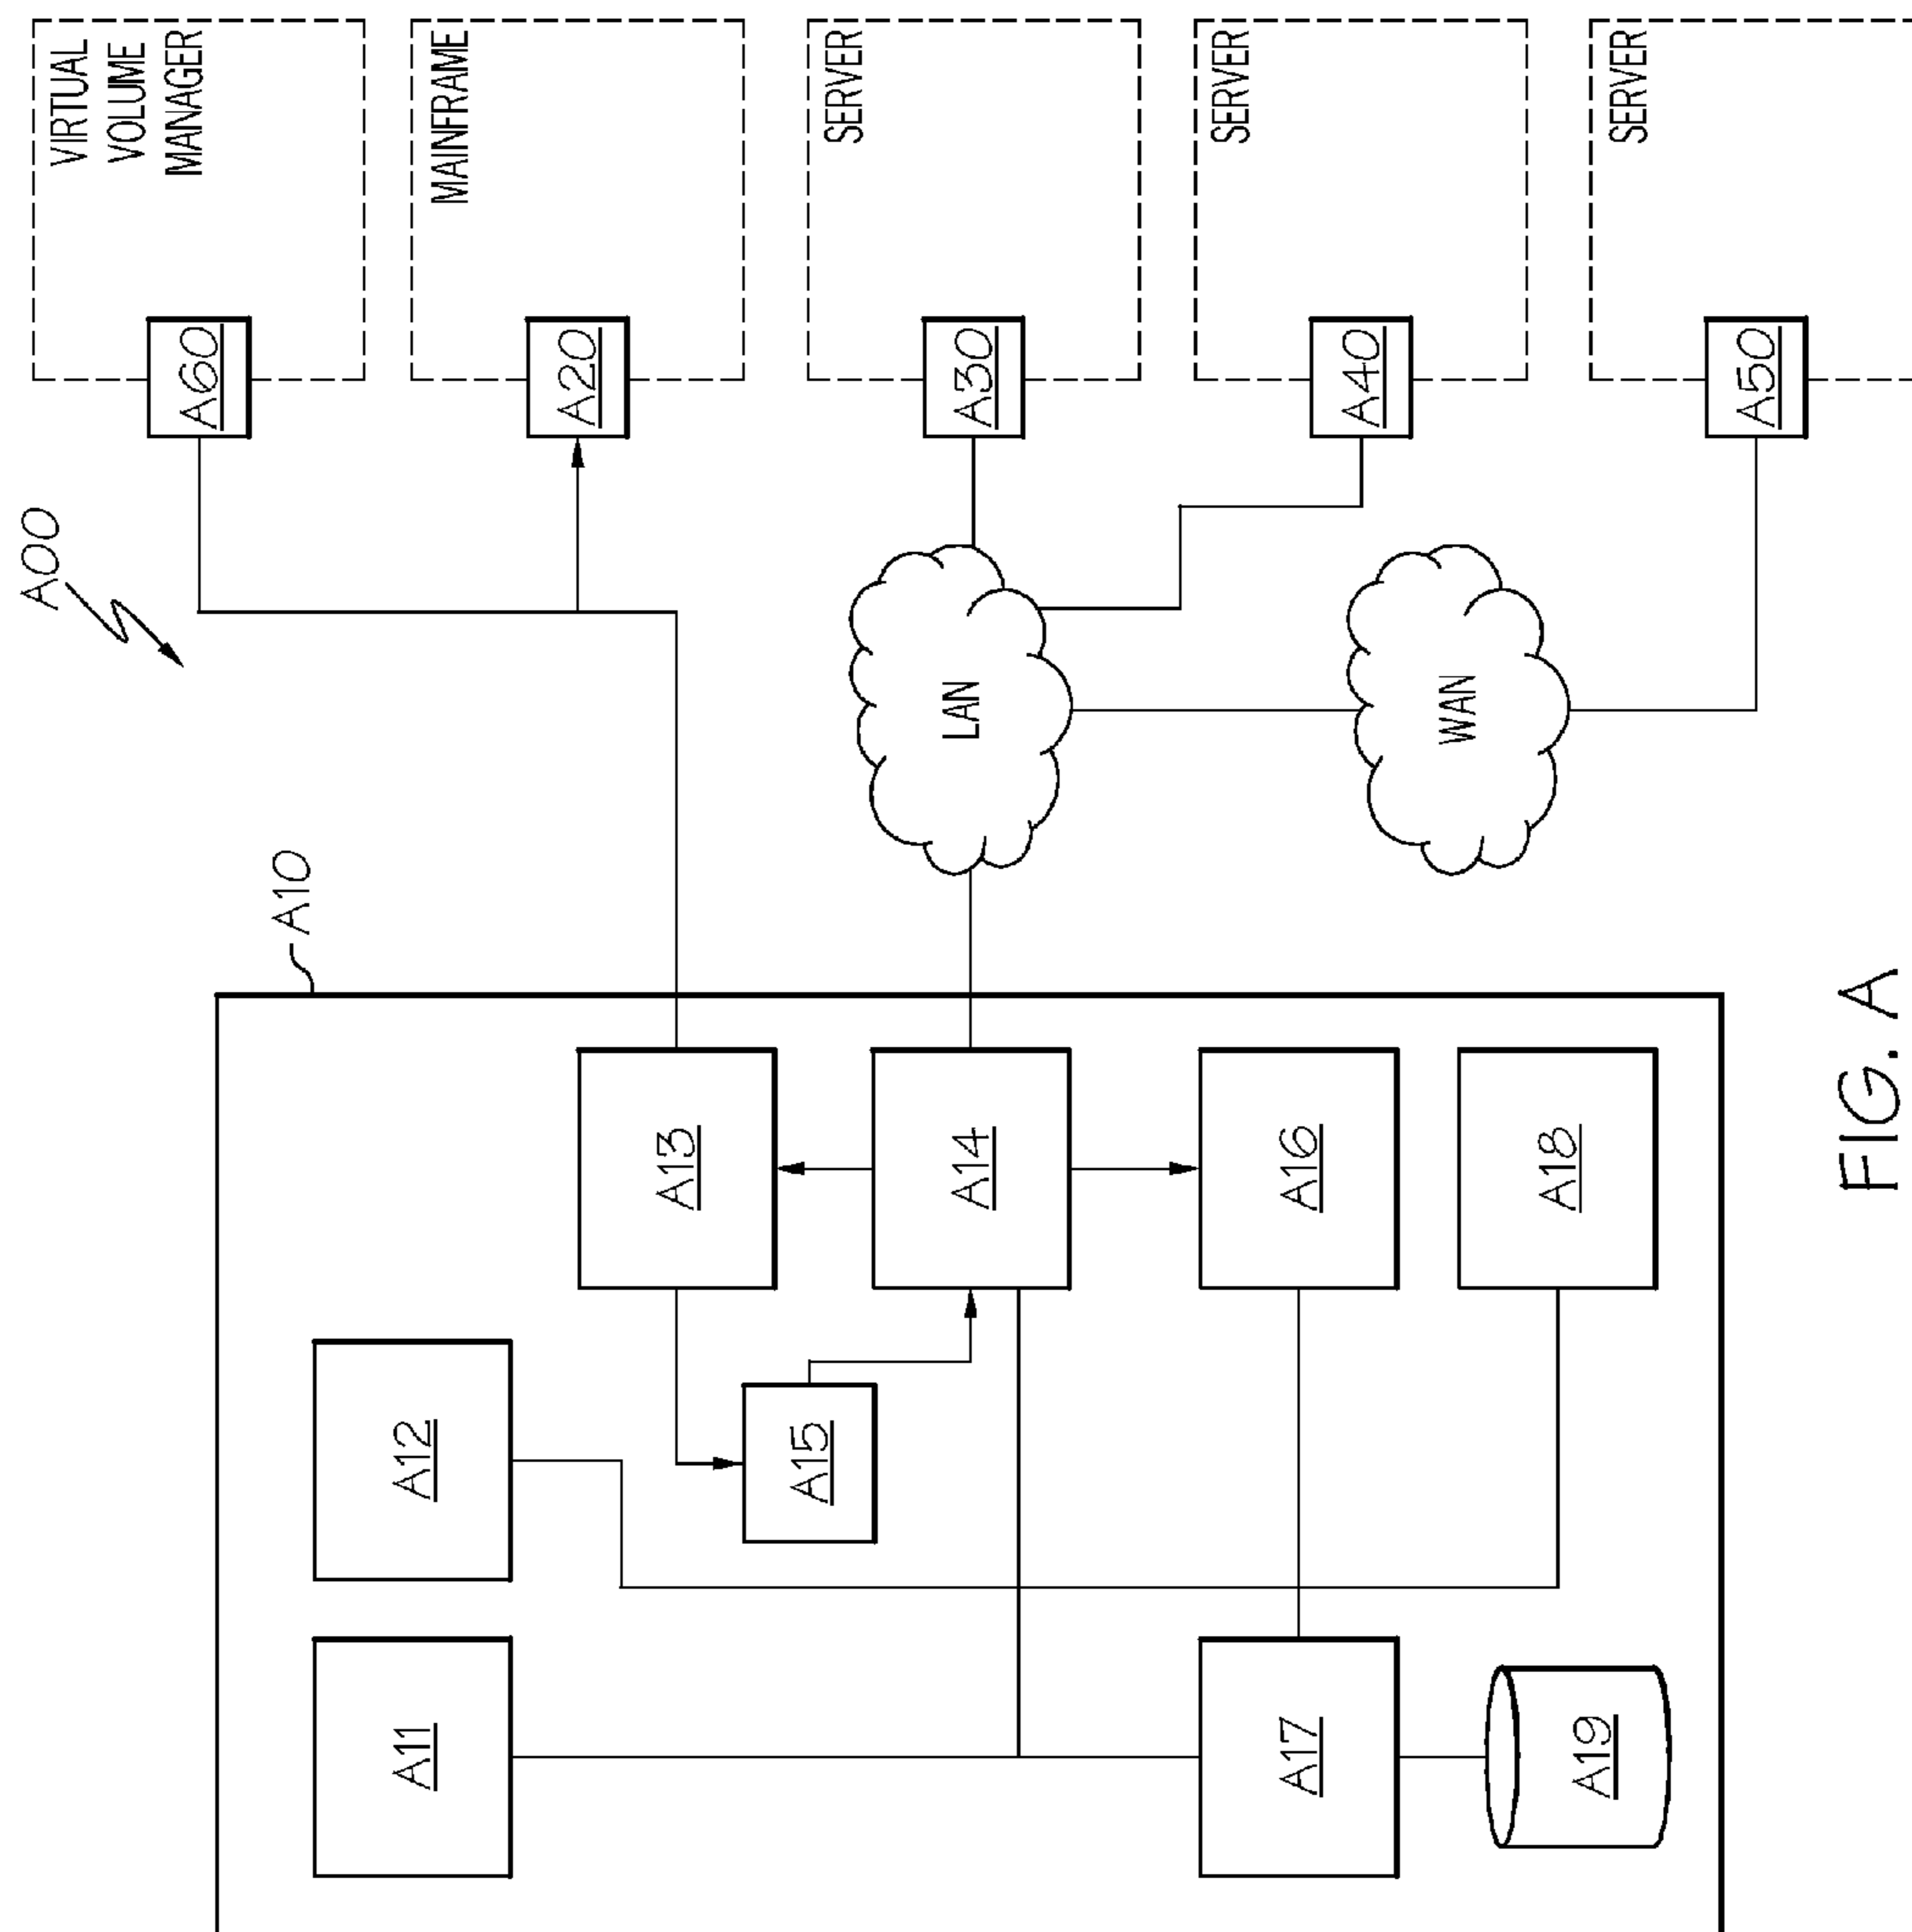 A00
VIRTUAL
VOLUME
MANAGER
A60
MAINFRAME
A20
SERVER
A30
SERVER
A40
SERVER
A50
LAN
WAN
A10
A11
A12
A13
A14
A15
A16
A17
A18
A19
FIG. A